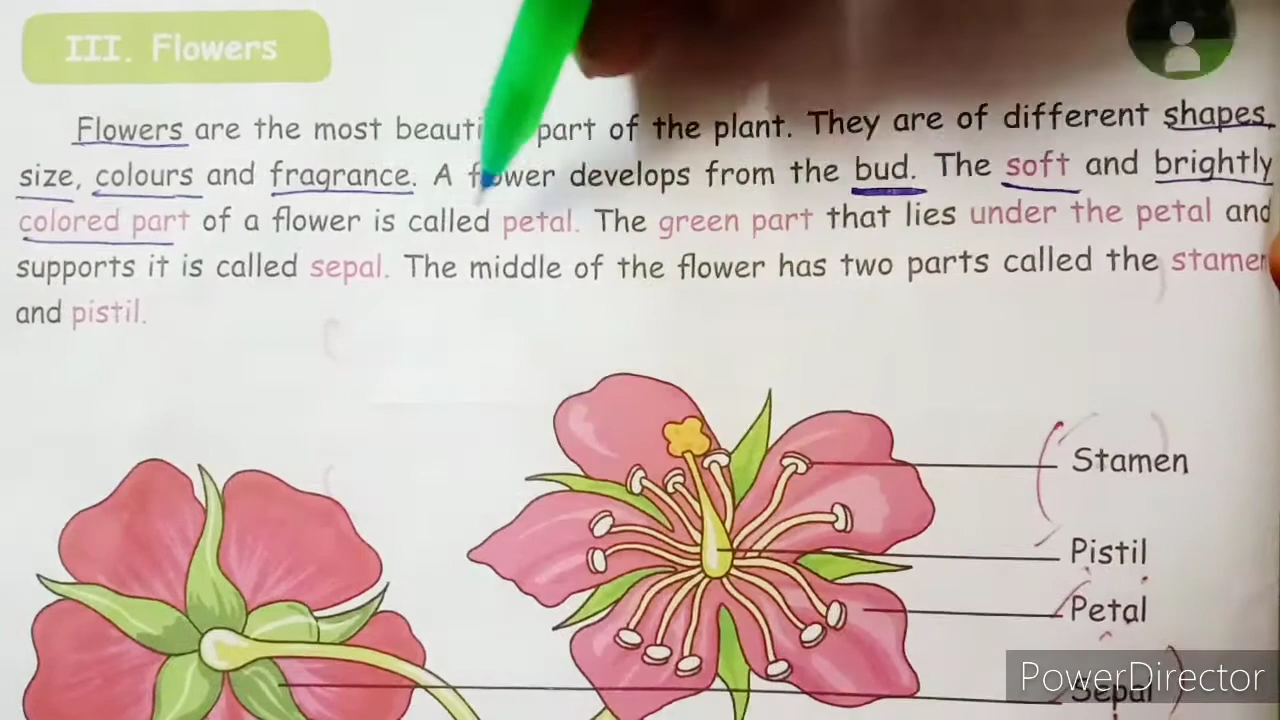 III. Flowers
Flowers are the most beauti part of the plant. They are of different shapes,
size, colours and fragrance. A flower develops from the bud. The soft and brightly
colored part of a flower is called petal. The green part that lies under the petal and
supports it is called sepal. The middle of the flower has two parts called the stamen
and pistil.
Stamen
Pistil
Petal
Sepal
PowerDirector